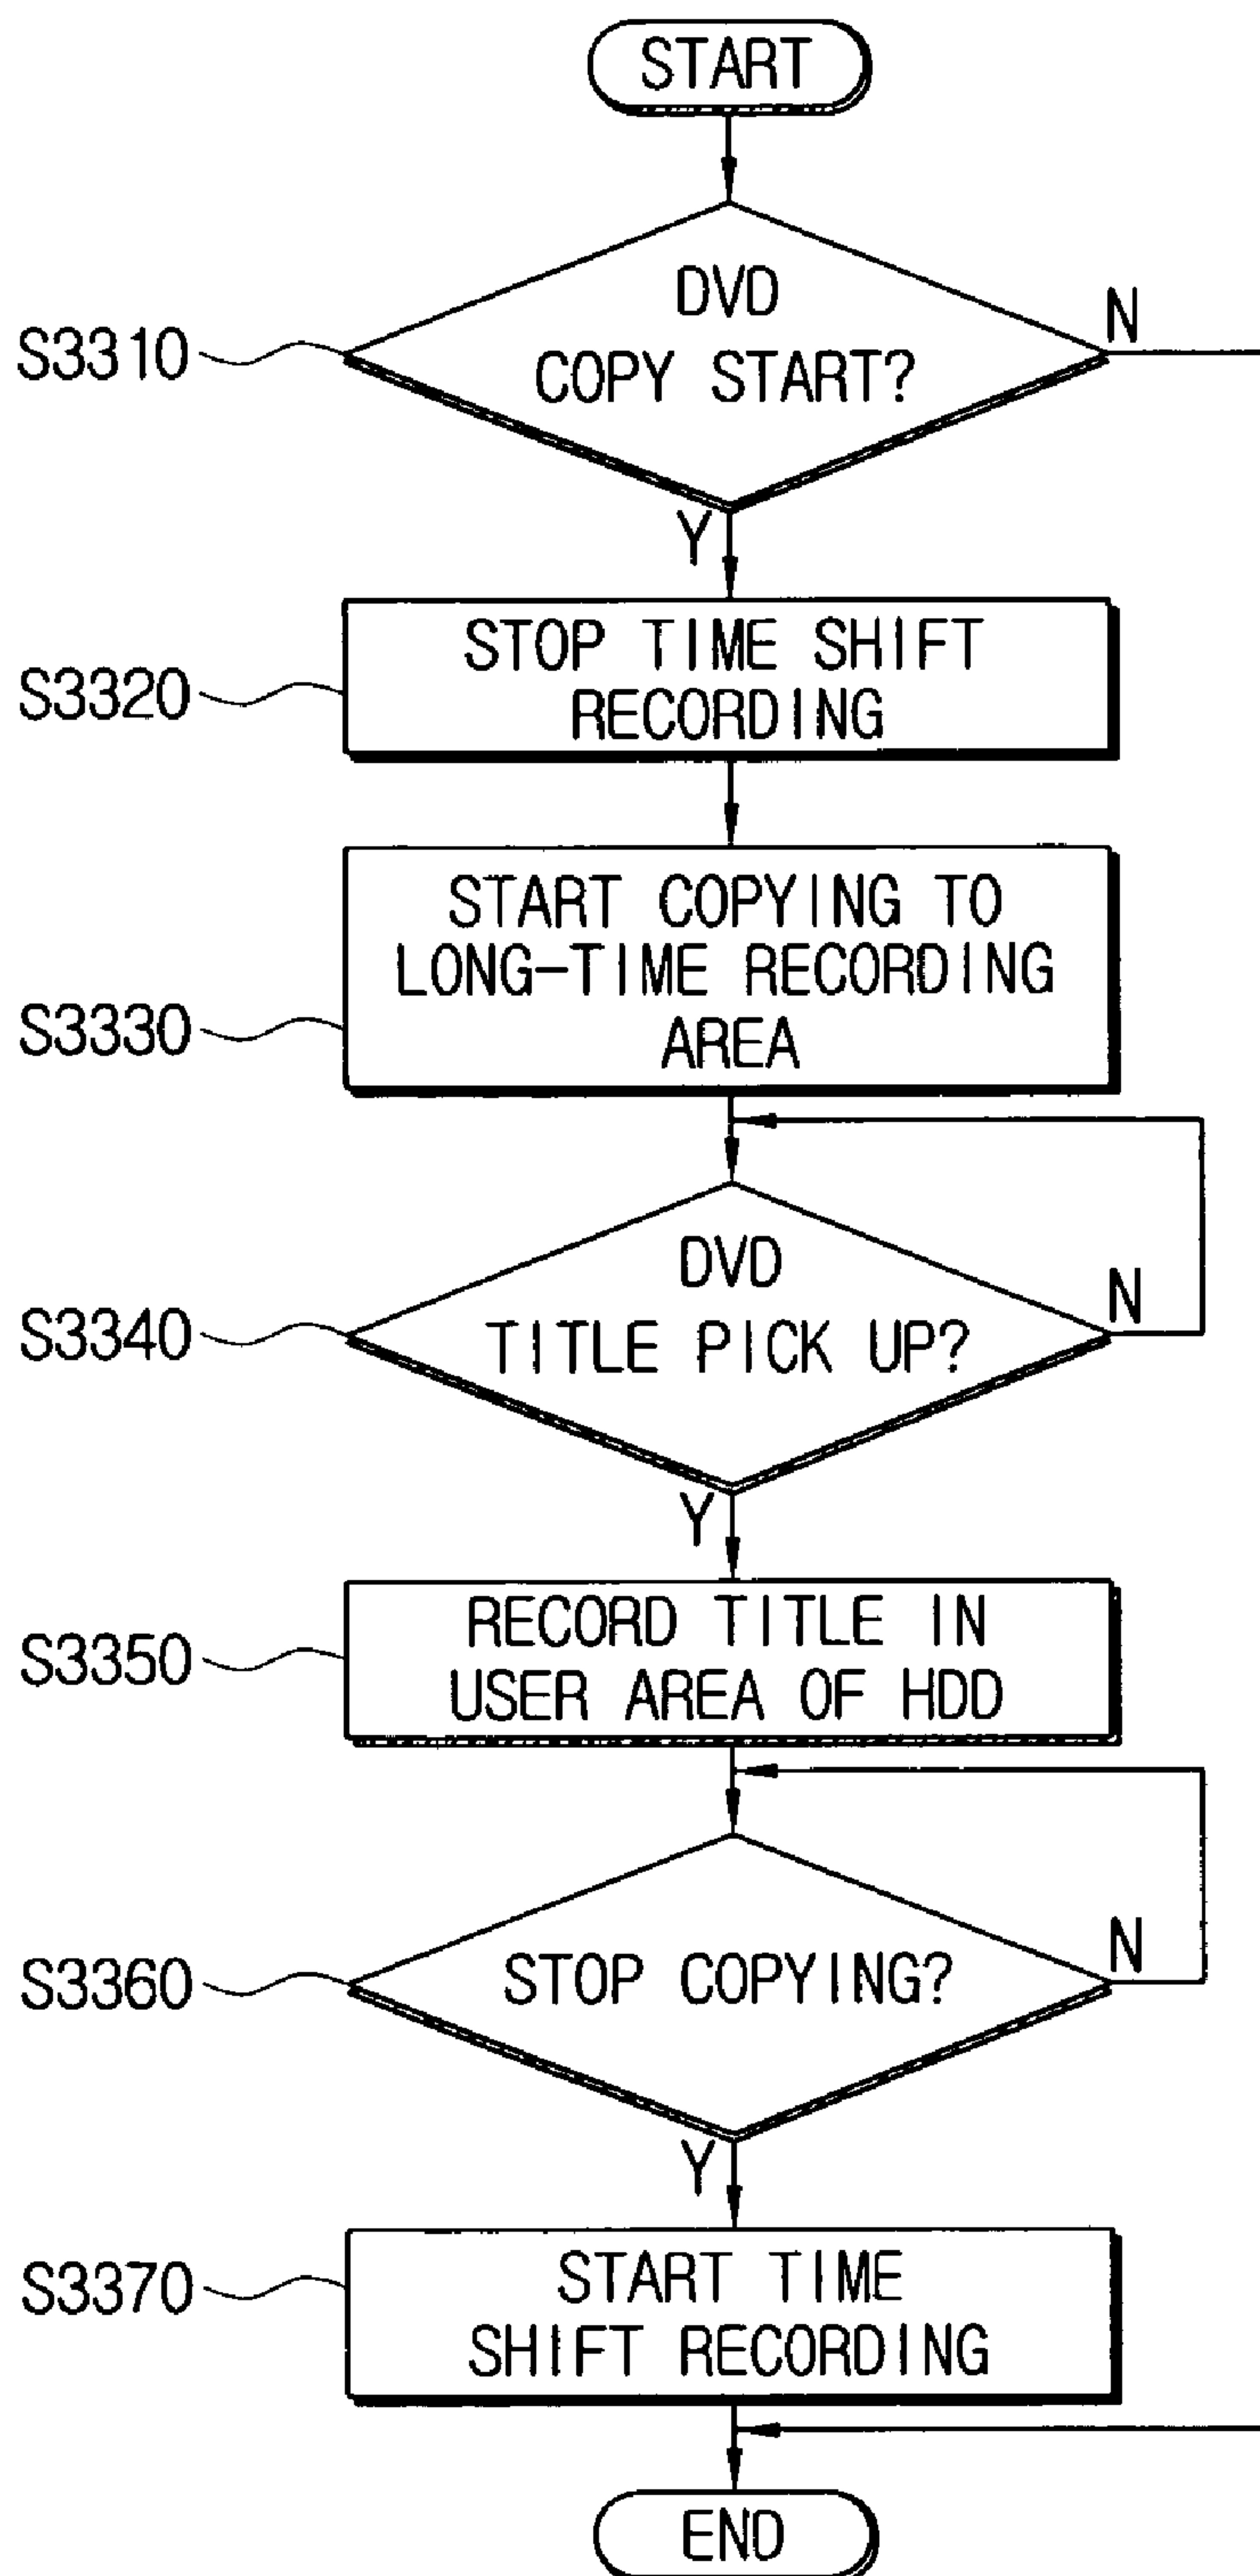 START
DVD
COPY START?
N
S3310
Y
STOP TIME SHIFT
RECORDING
S3320
START COPYING TO
LONG-TIME RECORDING
AREA
S3330
DVD
TITLE PICK UP?
N
S3340
Y
RECORD TITLE IN
USER AREA OF HDD
S3350
STOP COPYING?
N
S3360
Y
START TIME
SHIFT RECORDING
S3370
END